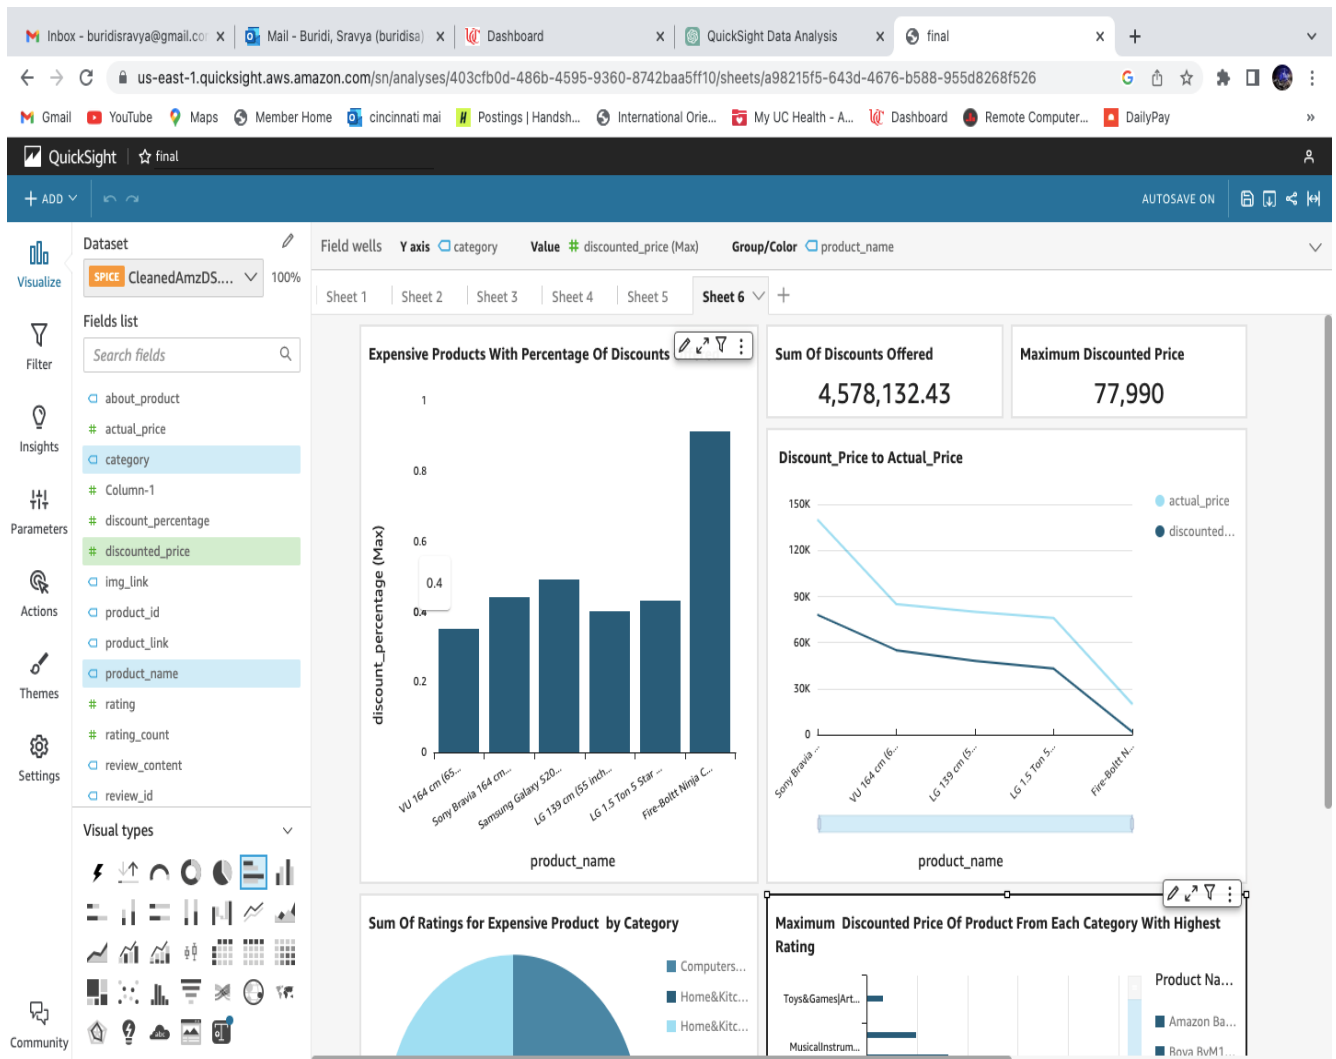 Inbox - buridisravya@gmail.co
Mail - Buridi, Sravya (buridisa)
Dashboard
QuickSight Data Analysis
final
us-east-1.quicksight.aws.amazon.com/sn/analyses/403cfb0d-486b-4595-9360-8742baa5ff10/sheets/a98215f5-643d-4676-b588-955d8268f526
Gmail
YouTube
Maps
Member Home
cincinnati mai
Postings | Handsh...
International Orie...
My UC Health - A...
Dashboard
Remote Computer...
DailyPay
QuickSight
final
ADD
AUTOSAVE ON
Visualize
Filter
Insights
Parameters
Actions
Themes
Settings
Community
Dataset
SPICE CleanedAmzDS.... 100%
Fields list
Search fields
about_product
# actual_price
category
# Column-1
# discount_percentage
# discounted_price
img_link
product_id
product_link
product_name
# rating
# rating_count
review_content
review_id
Visual types
Field wells Y axis category Value # discounted_price (Max) Group/Color product_name
Sheet 1 Sheet 2 Sheet 3 Sheet 4 Sheet 5 Sheet 6
Expensive Products With Percentage Of Discounts
1
0.8
0.6
0.4
0.4
0.2
0
discount_percentage (Max)
VU 164 cm (65...
Sony Bravia 164 cm...
Samsung Galaxy S20...
LG 139 cm (55 inch...
LG 1.5 Ton 5 Star ...
Fire-Boltt Ninja C...
product_name
Sum Of Discounts Offered
4,578,132.43
Maximum Discounted Price
77,990
Discount_Price to Actual_Price
150K
120K
90K
60K
30K
0
actual_price
discounted...
Sony Bravia ...
VU 164 cm (6...
LG 139 cm (5...
LG 1.5 Ton 5...
Fire-Boltt N...
product_name
Sum Of Ratings for Expensive Product by Category
Computers...
Home&Kitc...
Home&Kitc...
Maximum Discounted Price Of Product From Each Category With Highest
Rating
Toys&Games|Art...
MusicalInstrum...
Product Na...
Amazon Ba...
Boya ByM1...